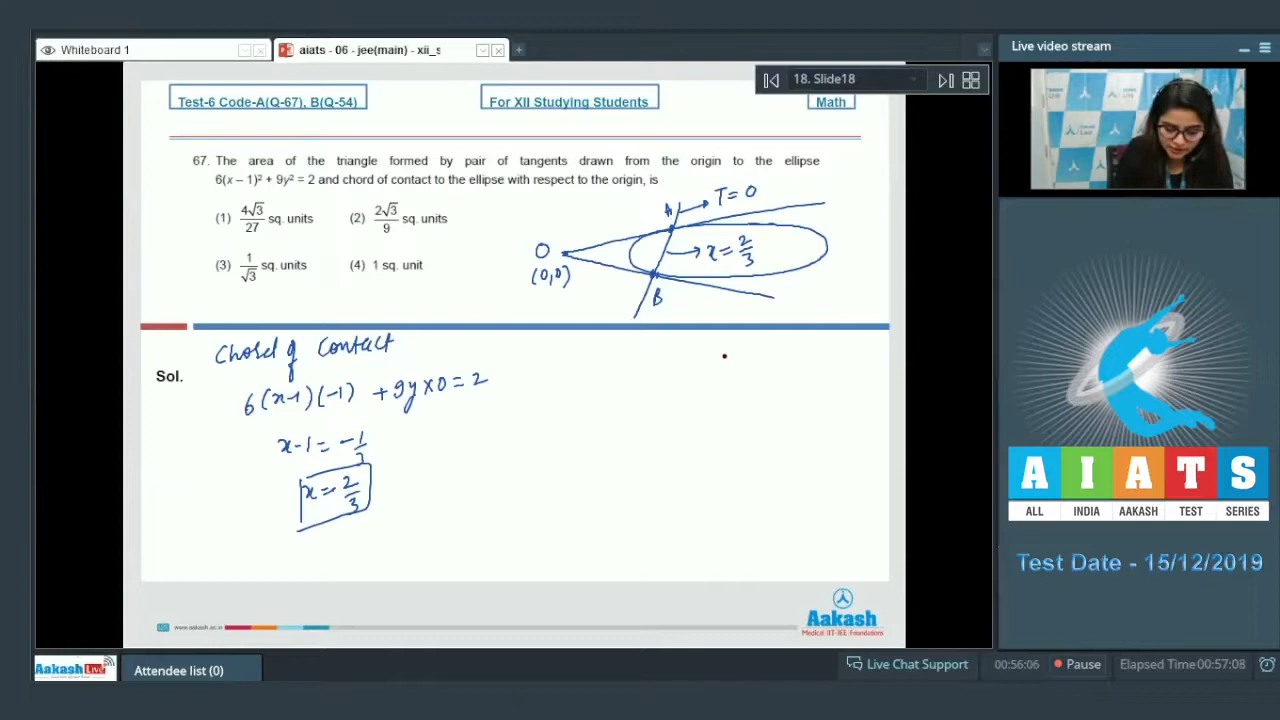 Whiteboard 1
aiats - 06 - jee(main) - xii_s
Live video stream
18. Slide18
Test-6 Code-A(Q-67), B(Q-54)
For XII Studying Students
Math
67. The area of the triangle formed by pair of tangents drawn from the origin to the ellipse
6(x – 1)² + 9y² = 2 and chord of contact to the ellipse with respect to the origin, is
(1) 4√3/27 sq. units (2) 2√3/9 sq. units
(3) 1/√3 sq. units (4) 1 sq. unit
A → T = 0
O
(0,0)
→ x = 2/3
B
Sol.
Chord of Contact
6(x-1)(-1) + 9y×0 = 2
x-1 = -1/3
x = 2/3
www.aakash.ac.in
Aakash
Medical|IIT-JEE|Foundations
A I A T S
ALL INDIA AAKASH TEST SERIES
Test Date - 15/12/2019
Aakash Live
Attendee list (0)
Live Chat Support
00:56:06
Pause
Elapsed Time 00:57:08